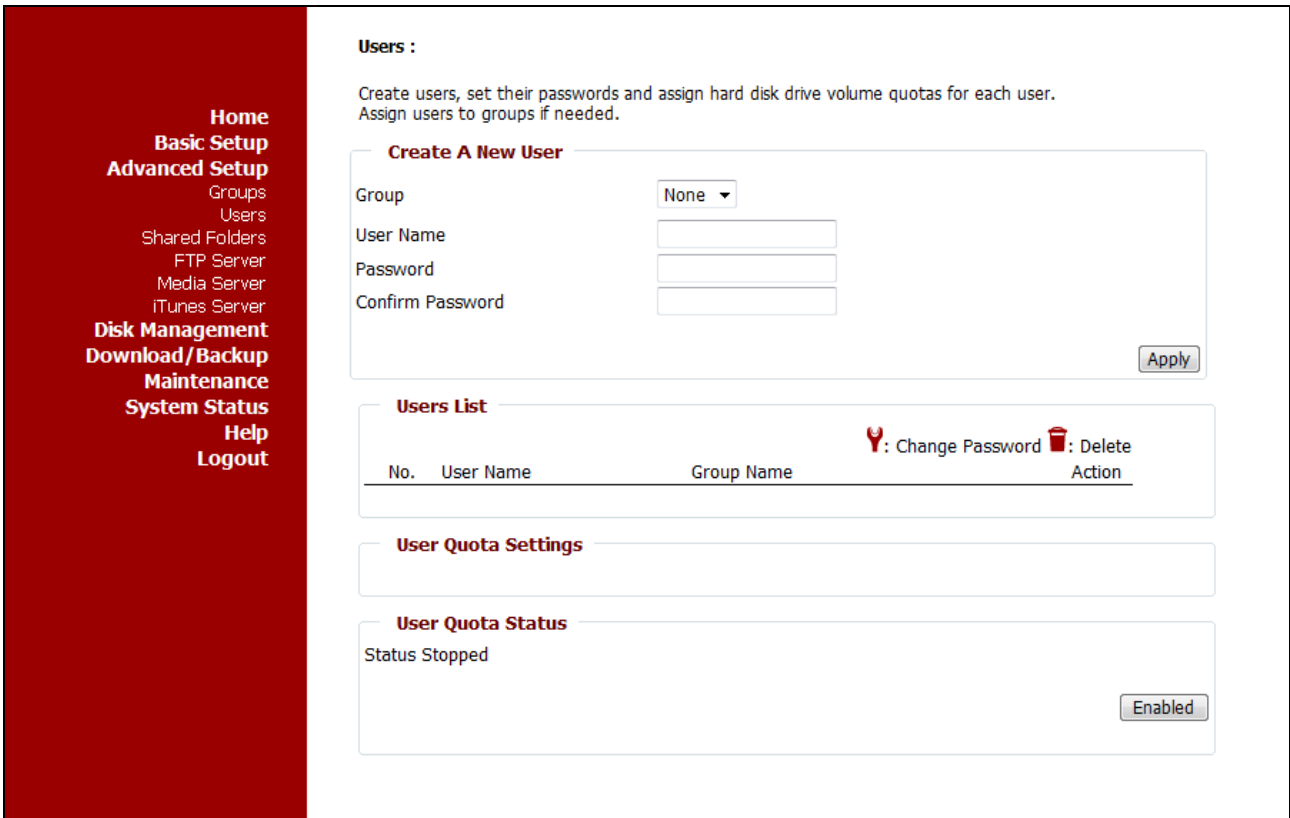 Home
Basic Setup
Advanced Setup
Groups
Users
Shared Folders
FTP Server
Media Server
iTunes Server
Disk Management
Download/Backup
Maintenance
System Status
Help
Logout
Users :
Create users, set their passwords and assign hard disk drive volume quotas for each user.
Assign users to groups if needed.
Create A New User
Group None
User Name
Password
Confirm Password
Apply
Users List
: Change Password : Delete
No. User Name Group Name Action
User Quota Settings
User Quota Status
Status Stopped
Enabled